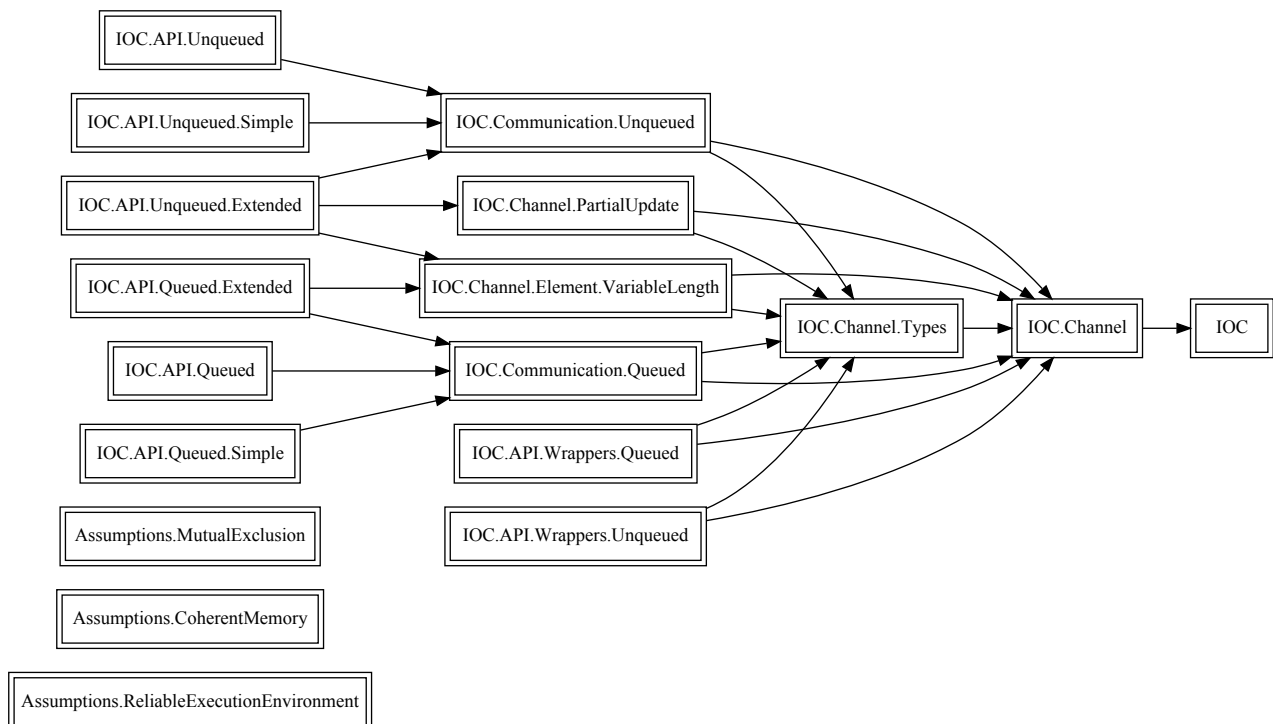 IOC.API.Unqueued
IOC.API.Unqueued.Simple
IOC.Communication.Unqueued
IOC.API.Unqueued.Extended
IOC.Channel.PartialUpdate
IOC.API.Queued.Extended
IOC.Channel.Element.VariableLength
IOC.Channel.Types
IOC.Channel
IOC
IOC.API.Queued
IOC.Communication.Queued
IOC.API.Queued.Simple
IOC.API.Wrappers.Queued
Assumptions.MutualExclusion
IOC.API.Wrappers.Unqueued
Assumptions.CoherentMemory
Assumptions.ReliableExecutionEnvironment